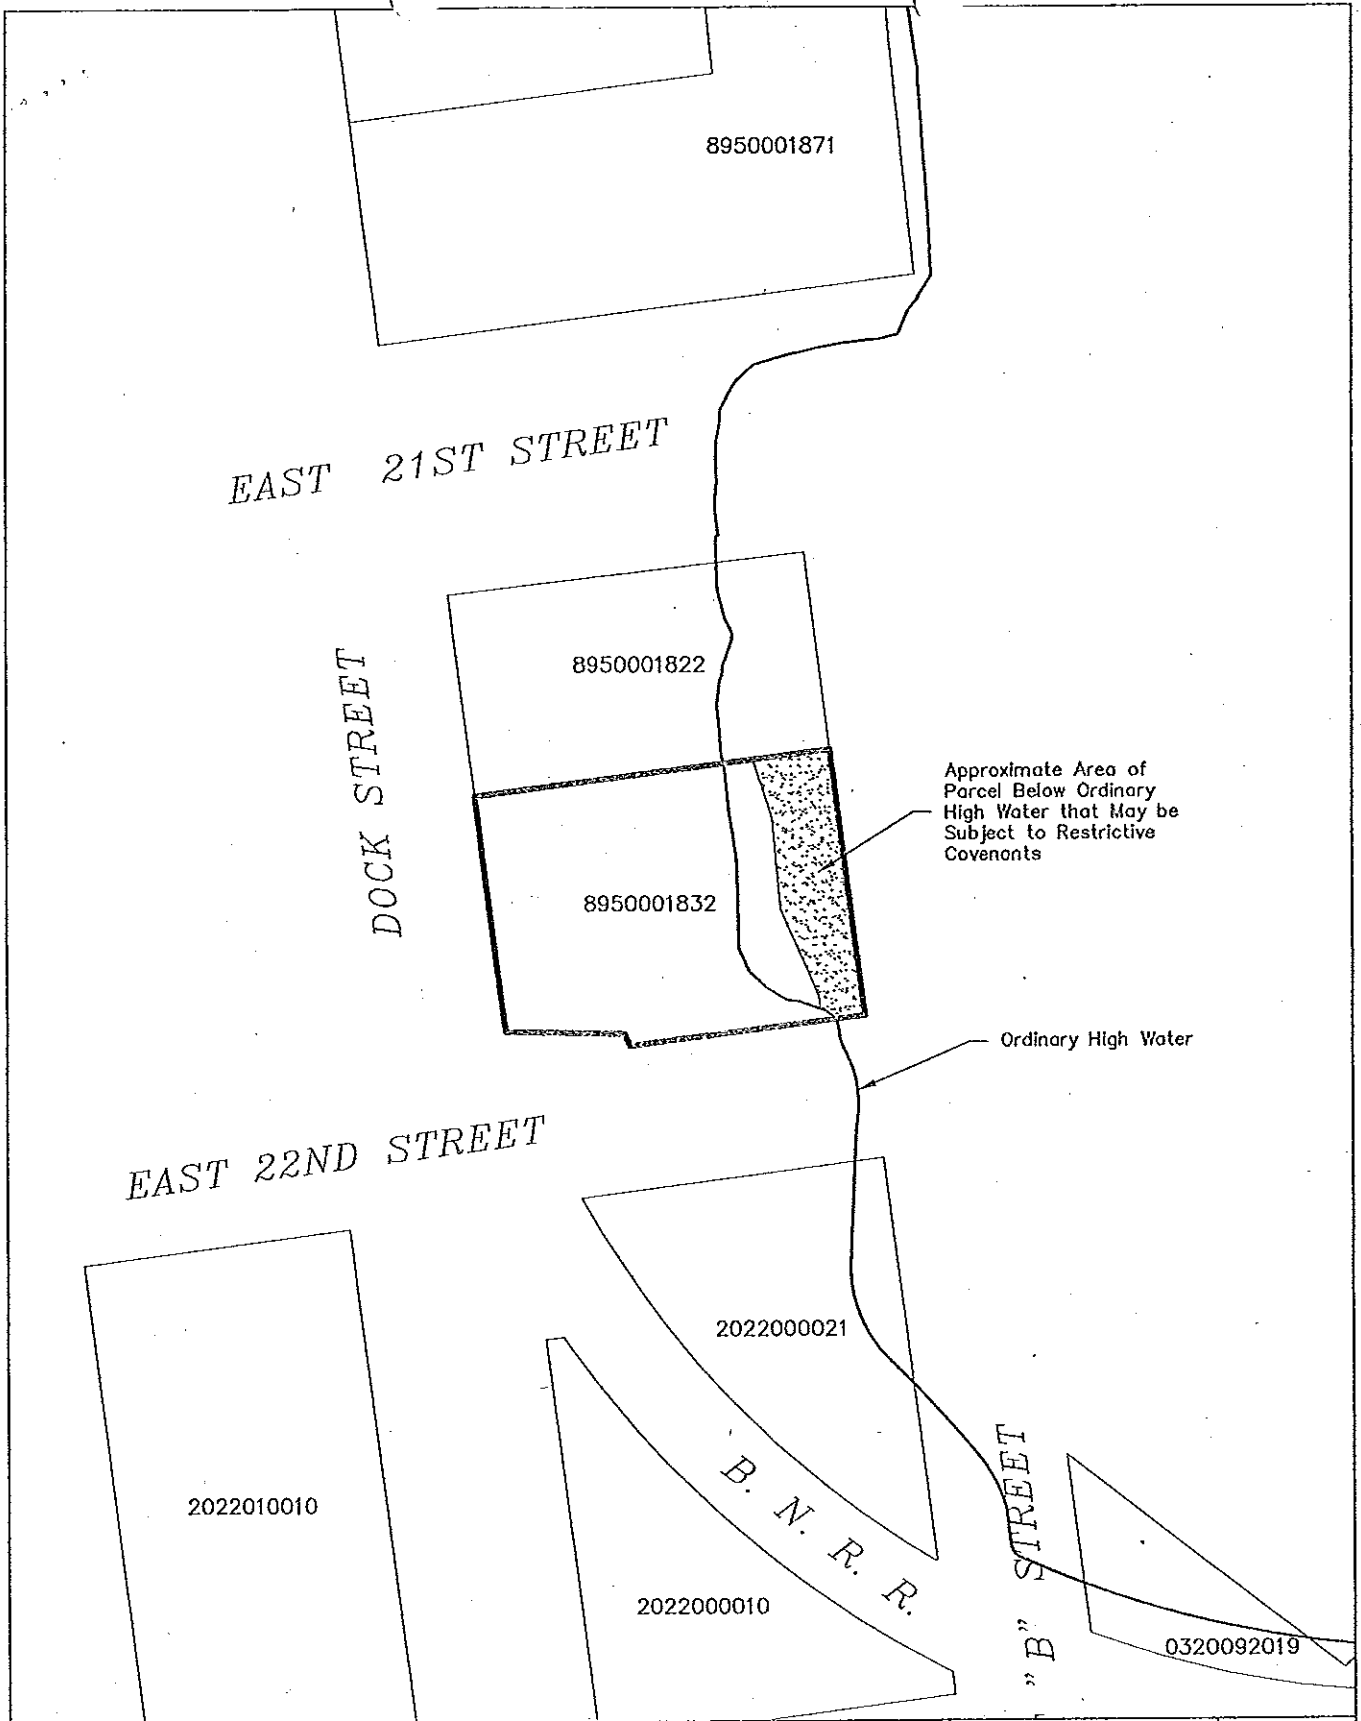 8950001871
EAST 21ST STREET
8950001822
DOCK STREET
Approximate Area of
Parcel Below Ordinary
High Water that May be
Subject to Restrictive
Covenants
8950001832
Ordinary High Water
EAST 22ND STREET
2022000021
2022010010
B. N. R. R.
"B" STREET
2022000010
0320092019